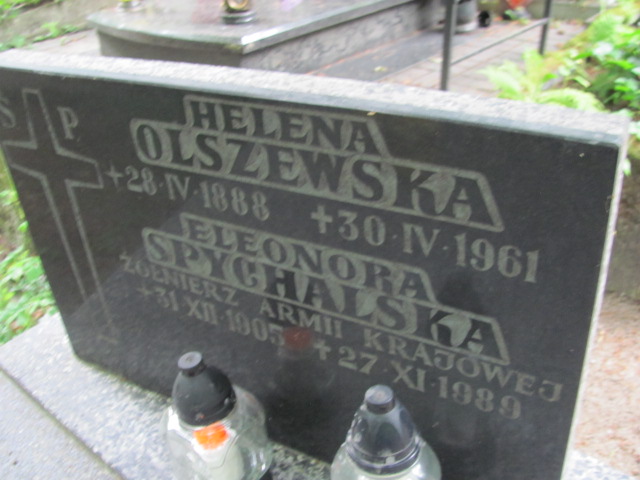 S P
HELENA
OLSZEWSKA
+28·IV·1888 +30·IV·1961
ELEONORA
SPYCHALSKA
ŻOŁNIERZ ARMII KRAJOWEJ
+31 XII·1905 +27·XI·1989